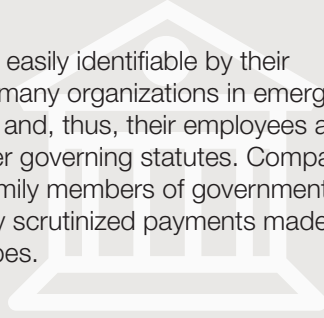 easily identifiable by their
many organizations in emerg
and, thus, their employees a
er governing statutes. Compa
mily members of government
y scrutinized payments made
bes.